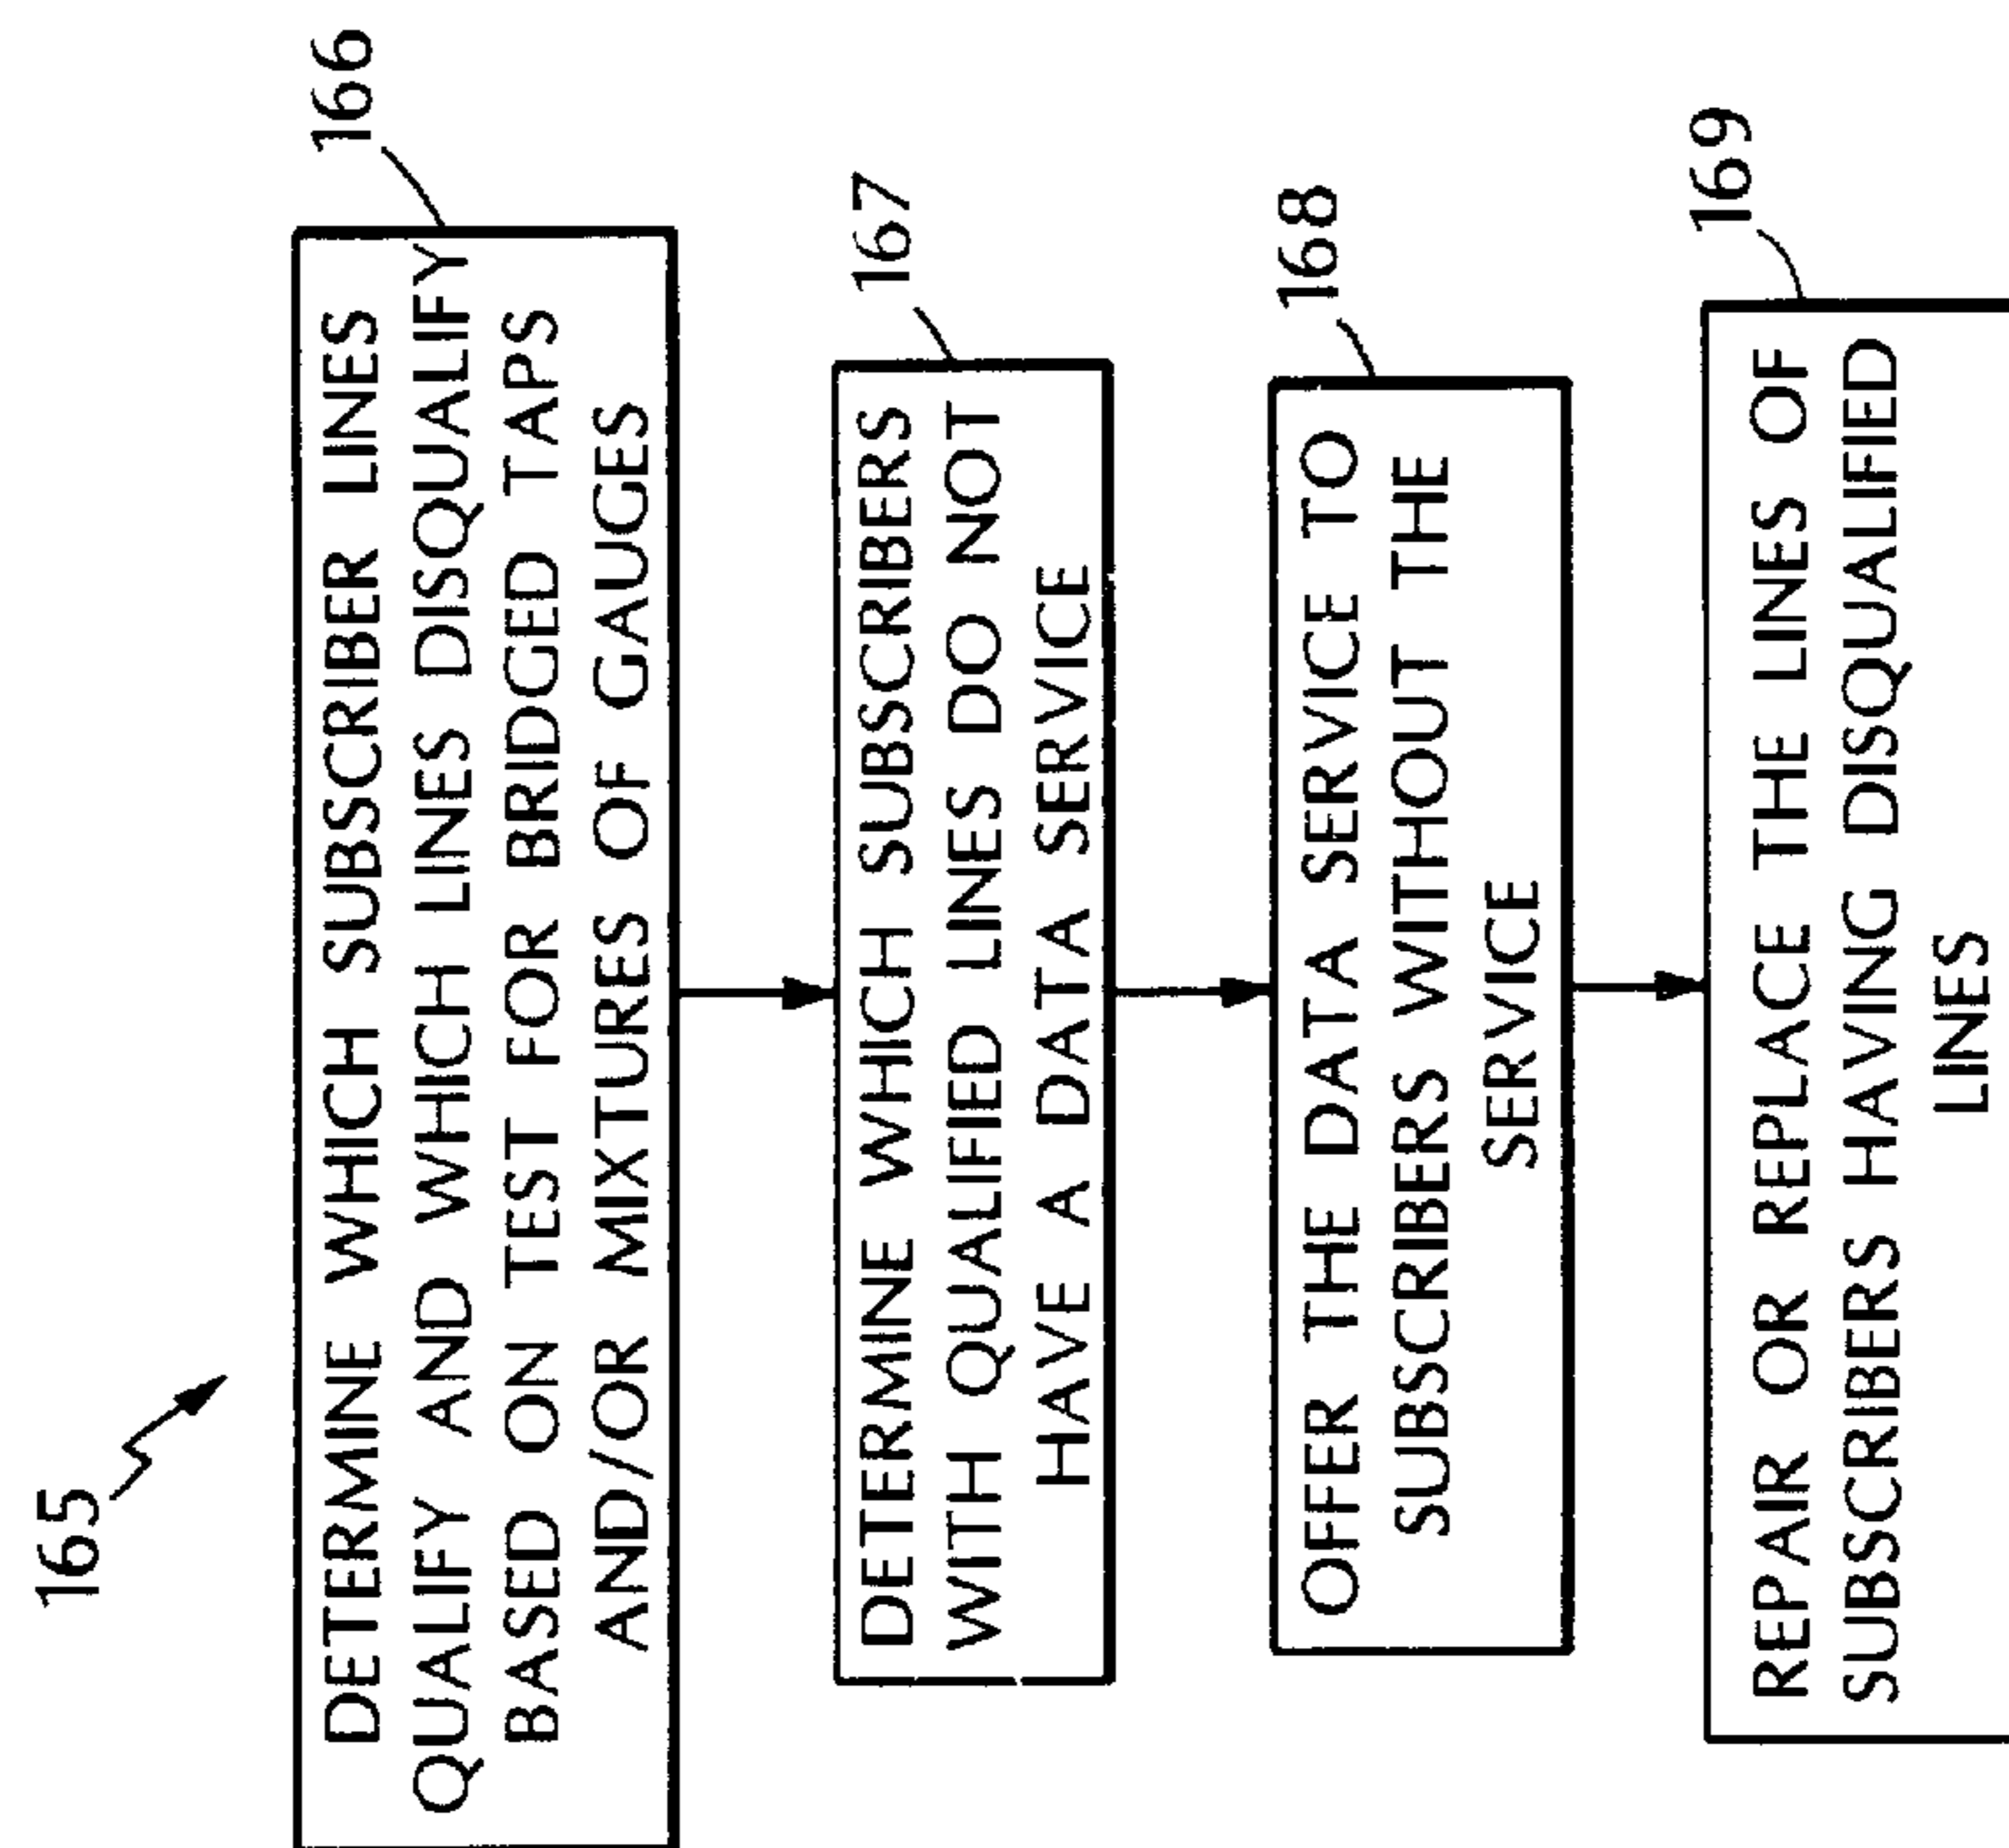 165
166
DETERMINE WHICH SUBSCRIBER LINES
QUALIFY AND WHICH LINES DISQUALIFY
BASED ON TEST FOR BRIDGED TAPS
AND/OR MIXTURES OF GAUGES
167
DETERMINE WHICH SUBSCRIBERS
WITH QUALIFIED LINES DO NOT
HAVE A DATA SERVICE
168
OFFER THE DATA SERVICE TO
SUBSCRIBERS WITHOUT THE
SERVICE
169
REPAIR OR REPLACE THE LINES OF
SUBSCRIBERS HAVING DISQUALIFIED
LINES